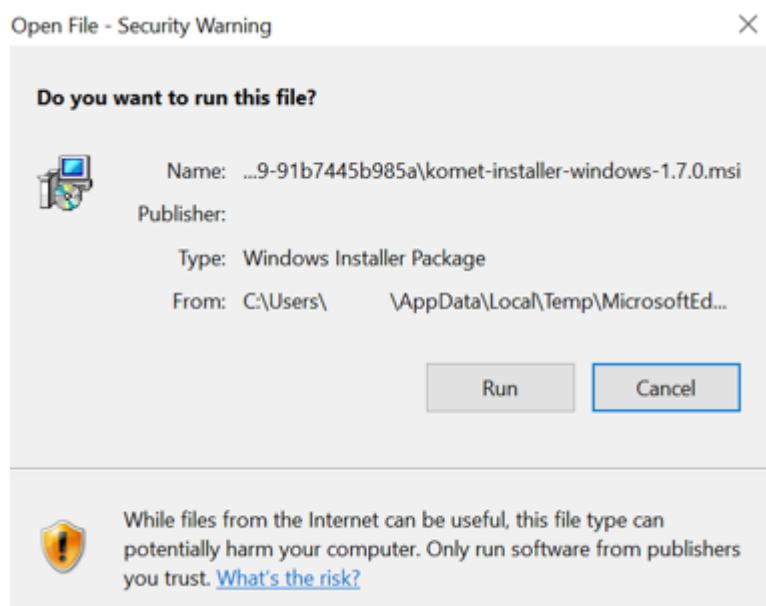 Open File - Security Warning
Do you want to run this file?
Name: ...9-91b7445b985a\komet-installer-windows-1.7.0.msi
Publisher:
Type: Windows Installer Package
From: C:\Users\ \AppData\Local\Temp\MicrosoftEd...
Run Cancel
While files from the Internet can be useful, this file type can
potentially harm your computer. Only run software from publishers
you trust. What's the risk?